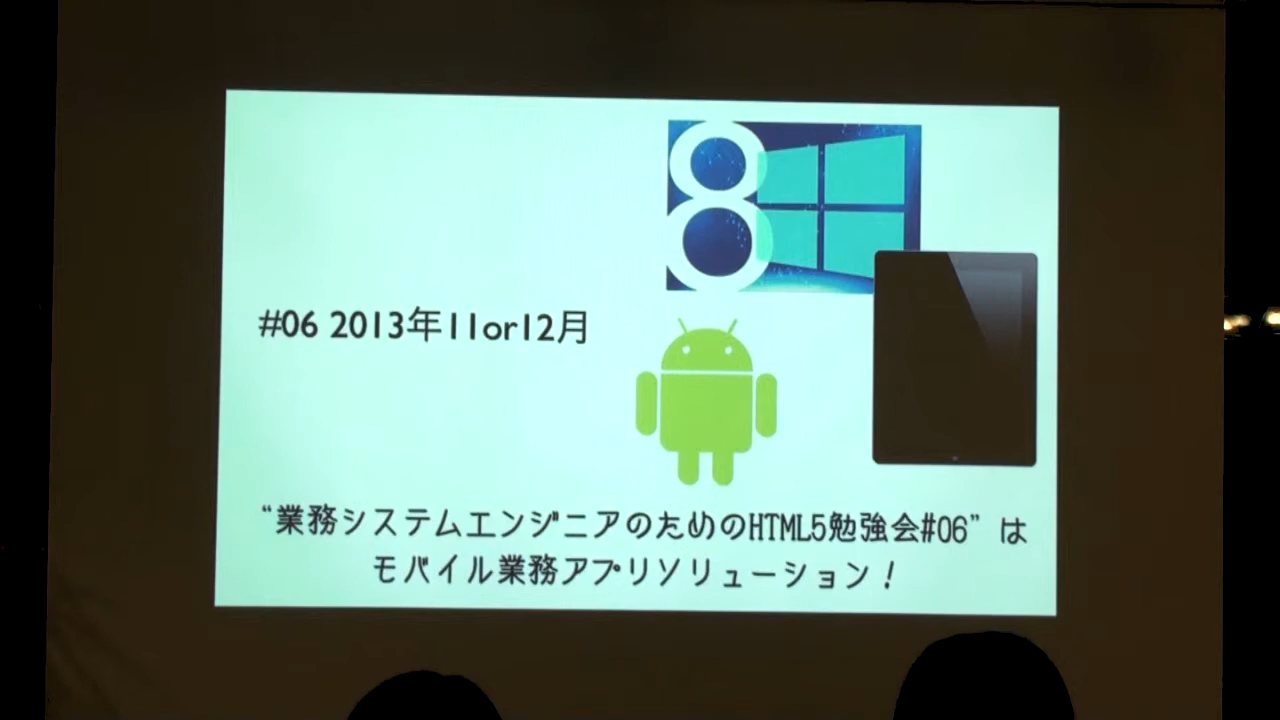 8
#06 2013年11or12月
“業務システムエンジニアのためのHTML5勉強会#06”は
モバイル業務アプリソリューション！